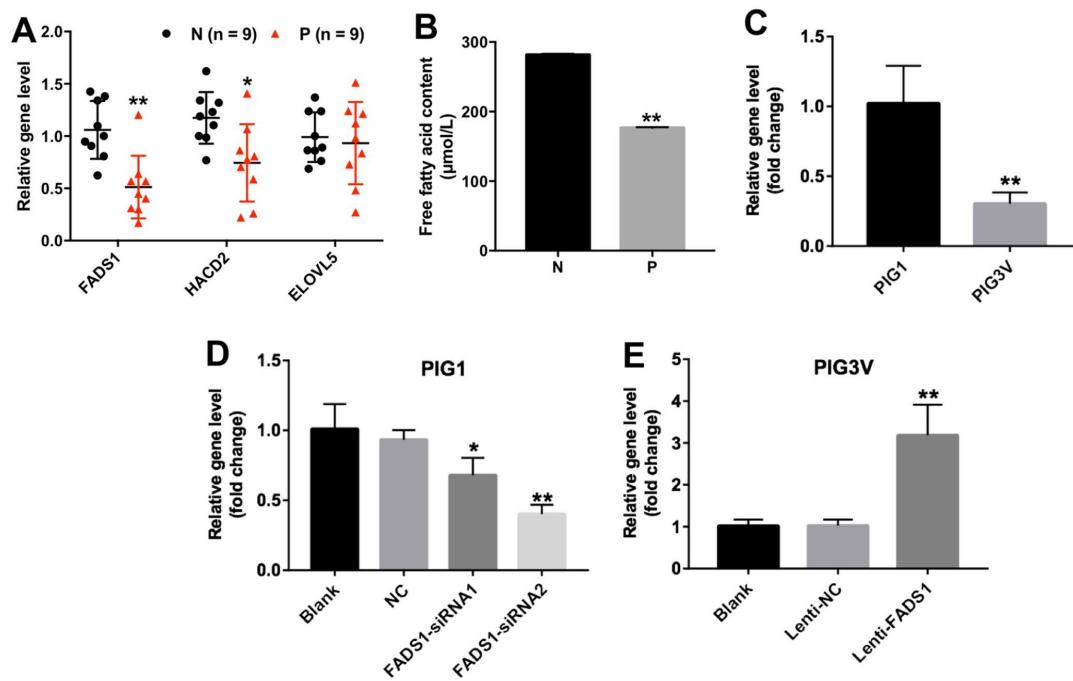 A
N (n = 9) P (n = 9)
Relative gene level
2.0
1.5
1.0
0.5
0.0
** * 
FADS1 HACD2 ELOVL5
B
Free fatty acid content
(μmol/L)
300
200
100
0
**
N P
C
Relative gene level
(fold change)
1.5
1.0
0.5
0.0
**
PIG1 PIG3V
D
PIG1
Relative gene level
(fold change)
1.5
1.0
0.5
0.0
* **
Blank NC FADS1-siRNA1 FADS1-siRNA2
E
PIG3V
Relative gene level
(fold change)
5
4
3
2
1
0
**
Blank Lenti-NC Lenti-FADS1